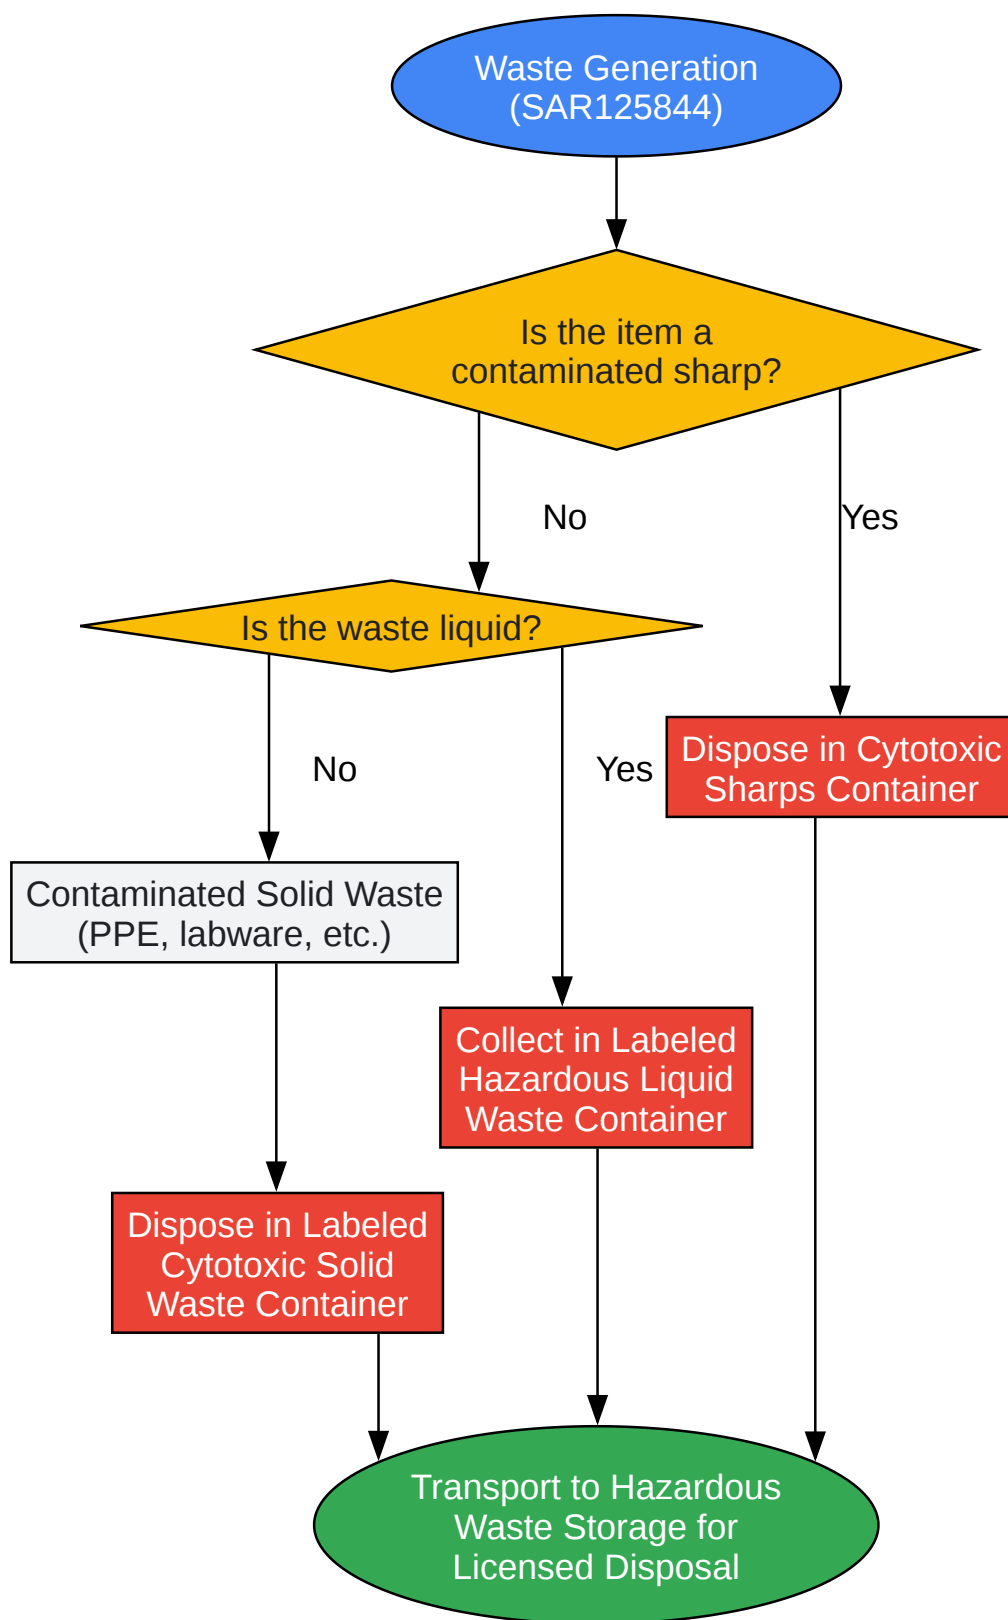 Waste Generation
(SAR125844)
Is the item a
contaminated sharp?
No
Yes
Is the waste liquid?
Dispose in Cytotoxic
Sharps Container
No
Yes
Contaminated Solid Waste
(PPE, labware, etc.)
Collect in Labeled
Hazardous Liquid
Waste Container
Dispose in Labeled
Cytotoxic Solid
Waste Container
Transport to Hazardous
Waste Storage for
Licensed Disposal